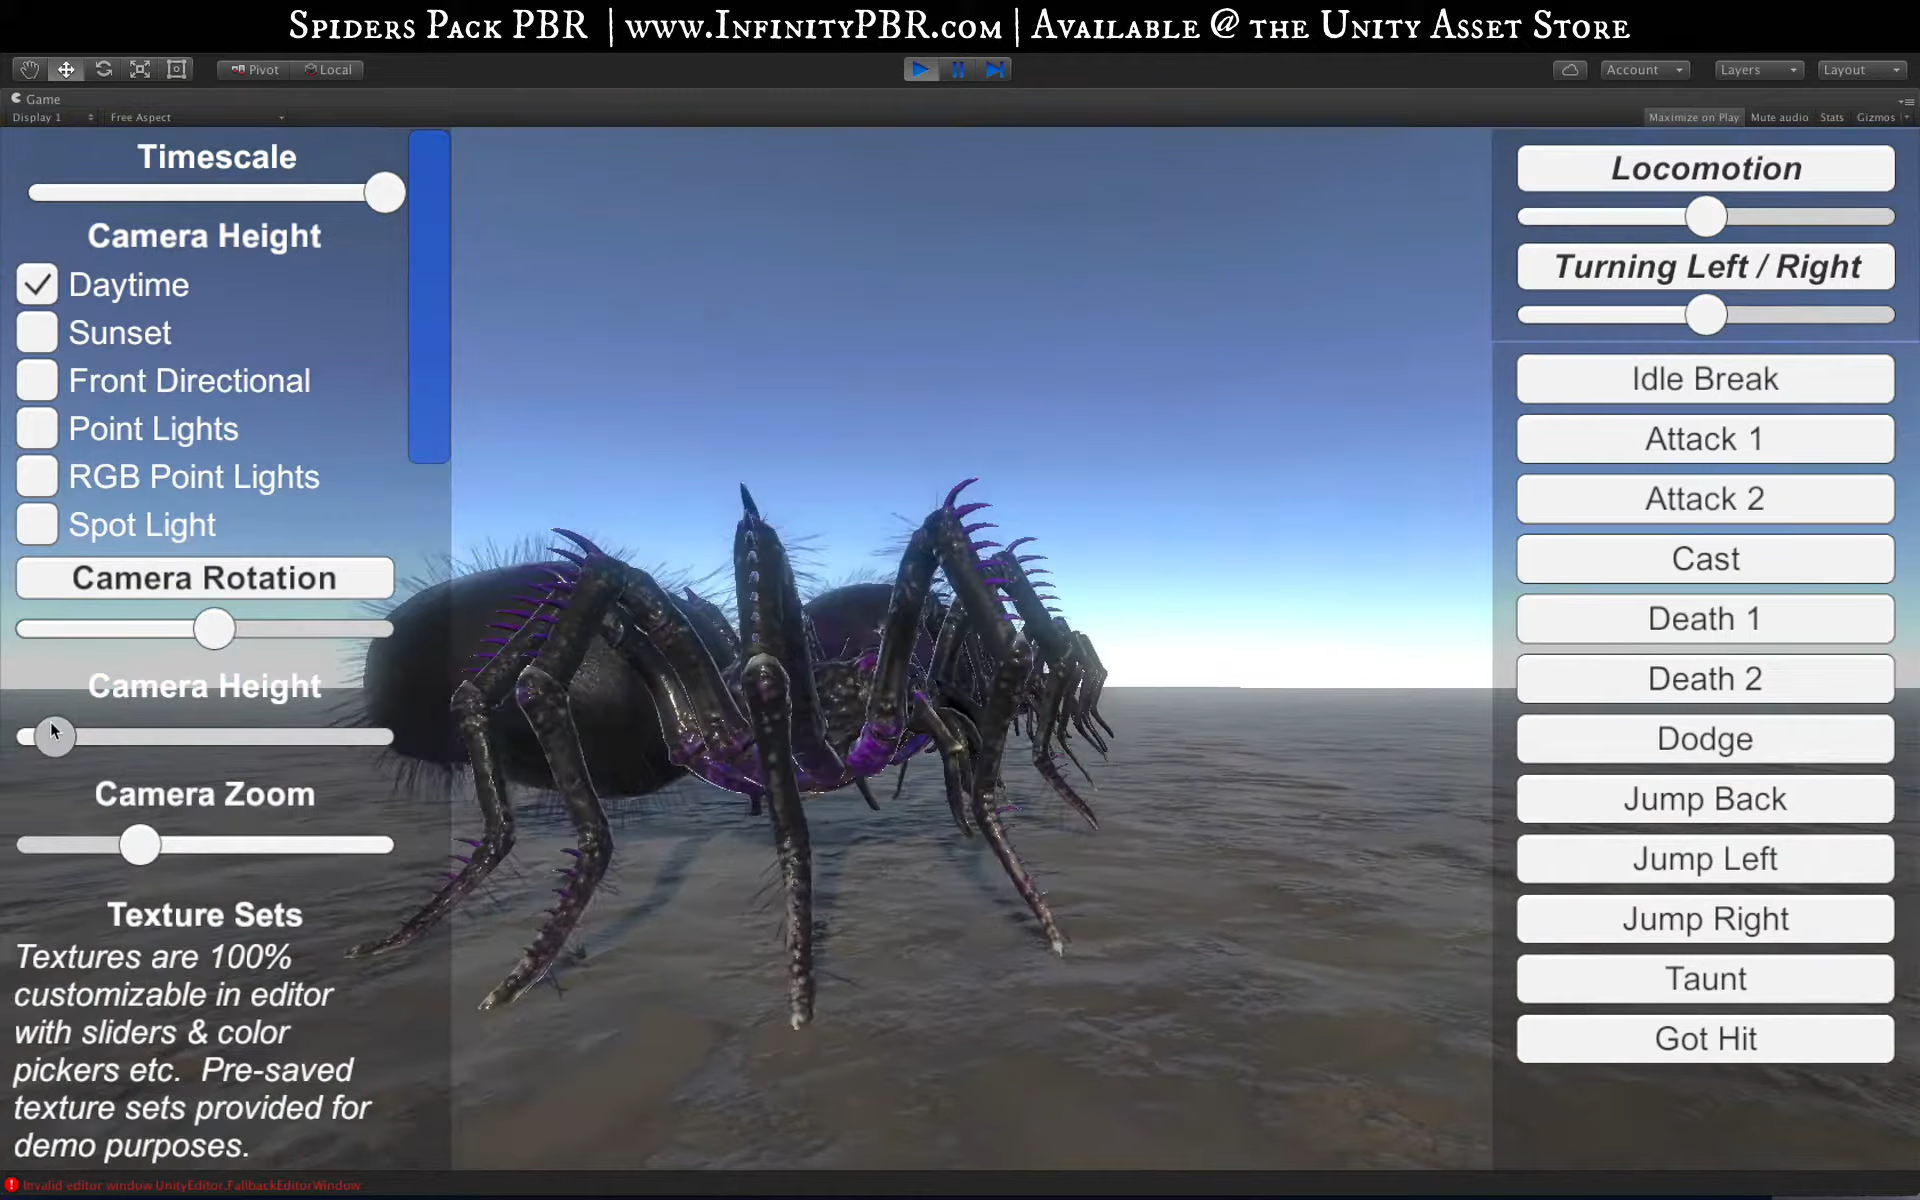 Spiders Pack PBR | www.InfinityPBR.com | Available @ the Unity Asset Store
Pivot
Local
Account
Layers
Layout
Game
Display 1
Free Aspect
Maximize on Play
Mute audio
Stats
Gizmos
Timescale
Camera Height
Daytime
Sunset
Front Directional
Point Lights
RGB Point Lights
Spot Light
Camera Rotation
Camera Height
Camera Zoom
Texture Sets
Textures are 100%
customizable in editor
with sliders & color
pickers etc. Pre-saved
texture sets provided for
demo purposes.
Locomotion
Turning Left / Right
Idle Break
Attack 1
Attack 2
Cast
Death 1
Death 2
Dodge
Jump Back
Jump Left
Jump Right
Taunt
Got Hit
Invalid editor window UnityEditor.FallbackEditorWindow